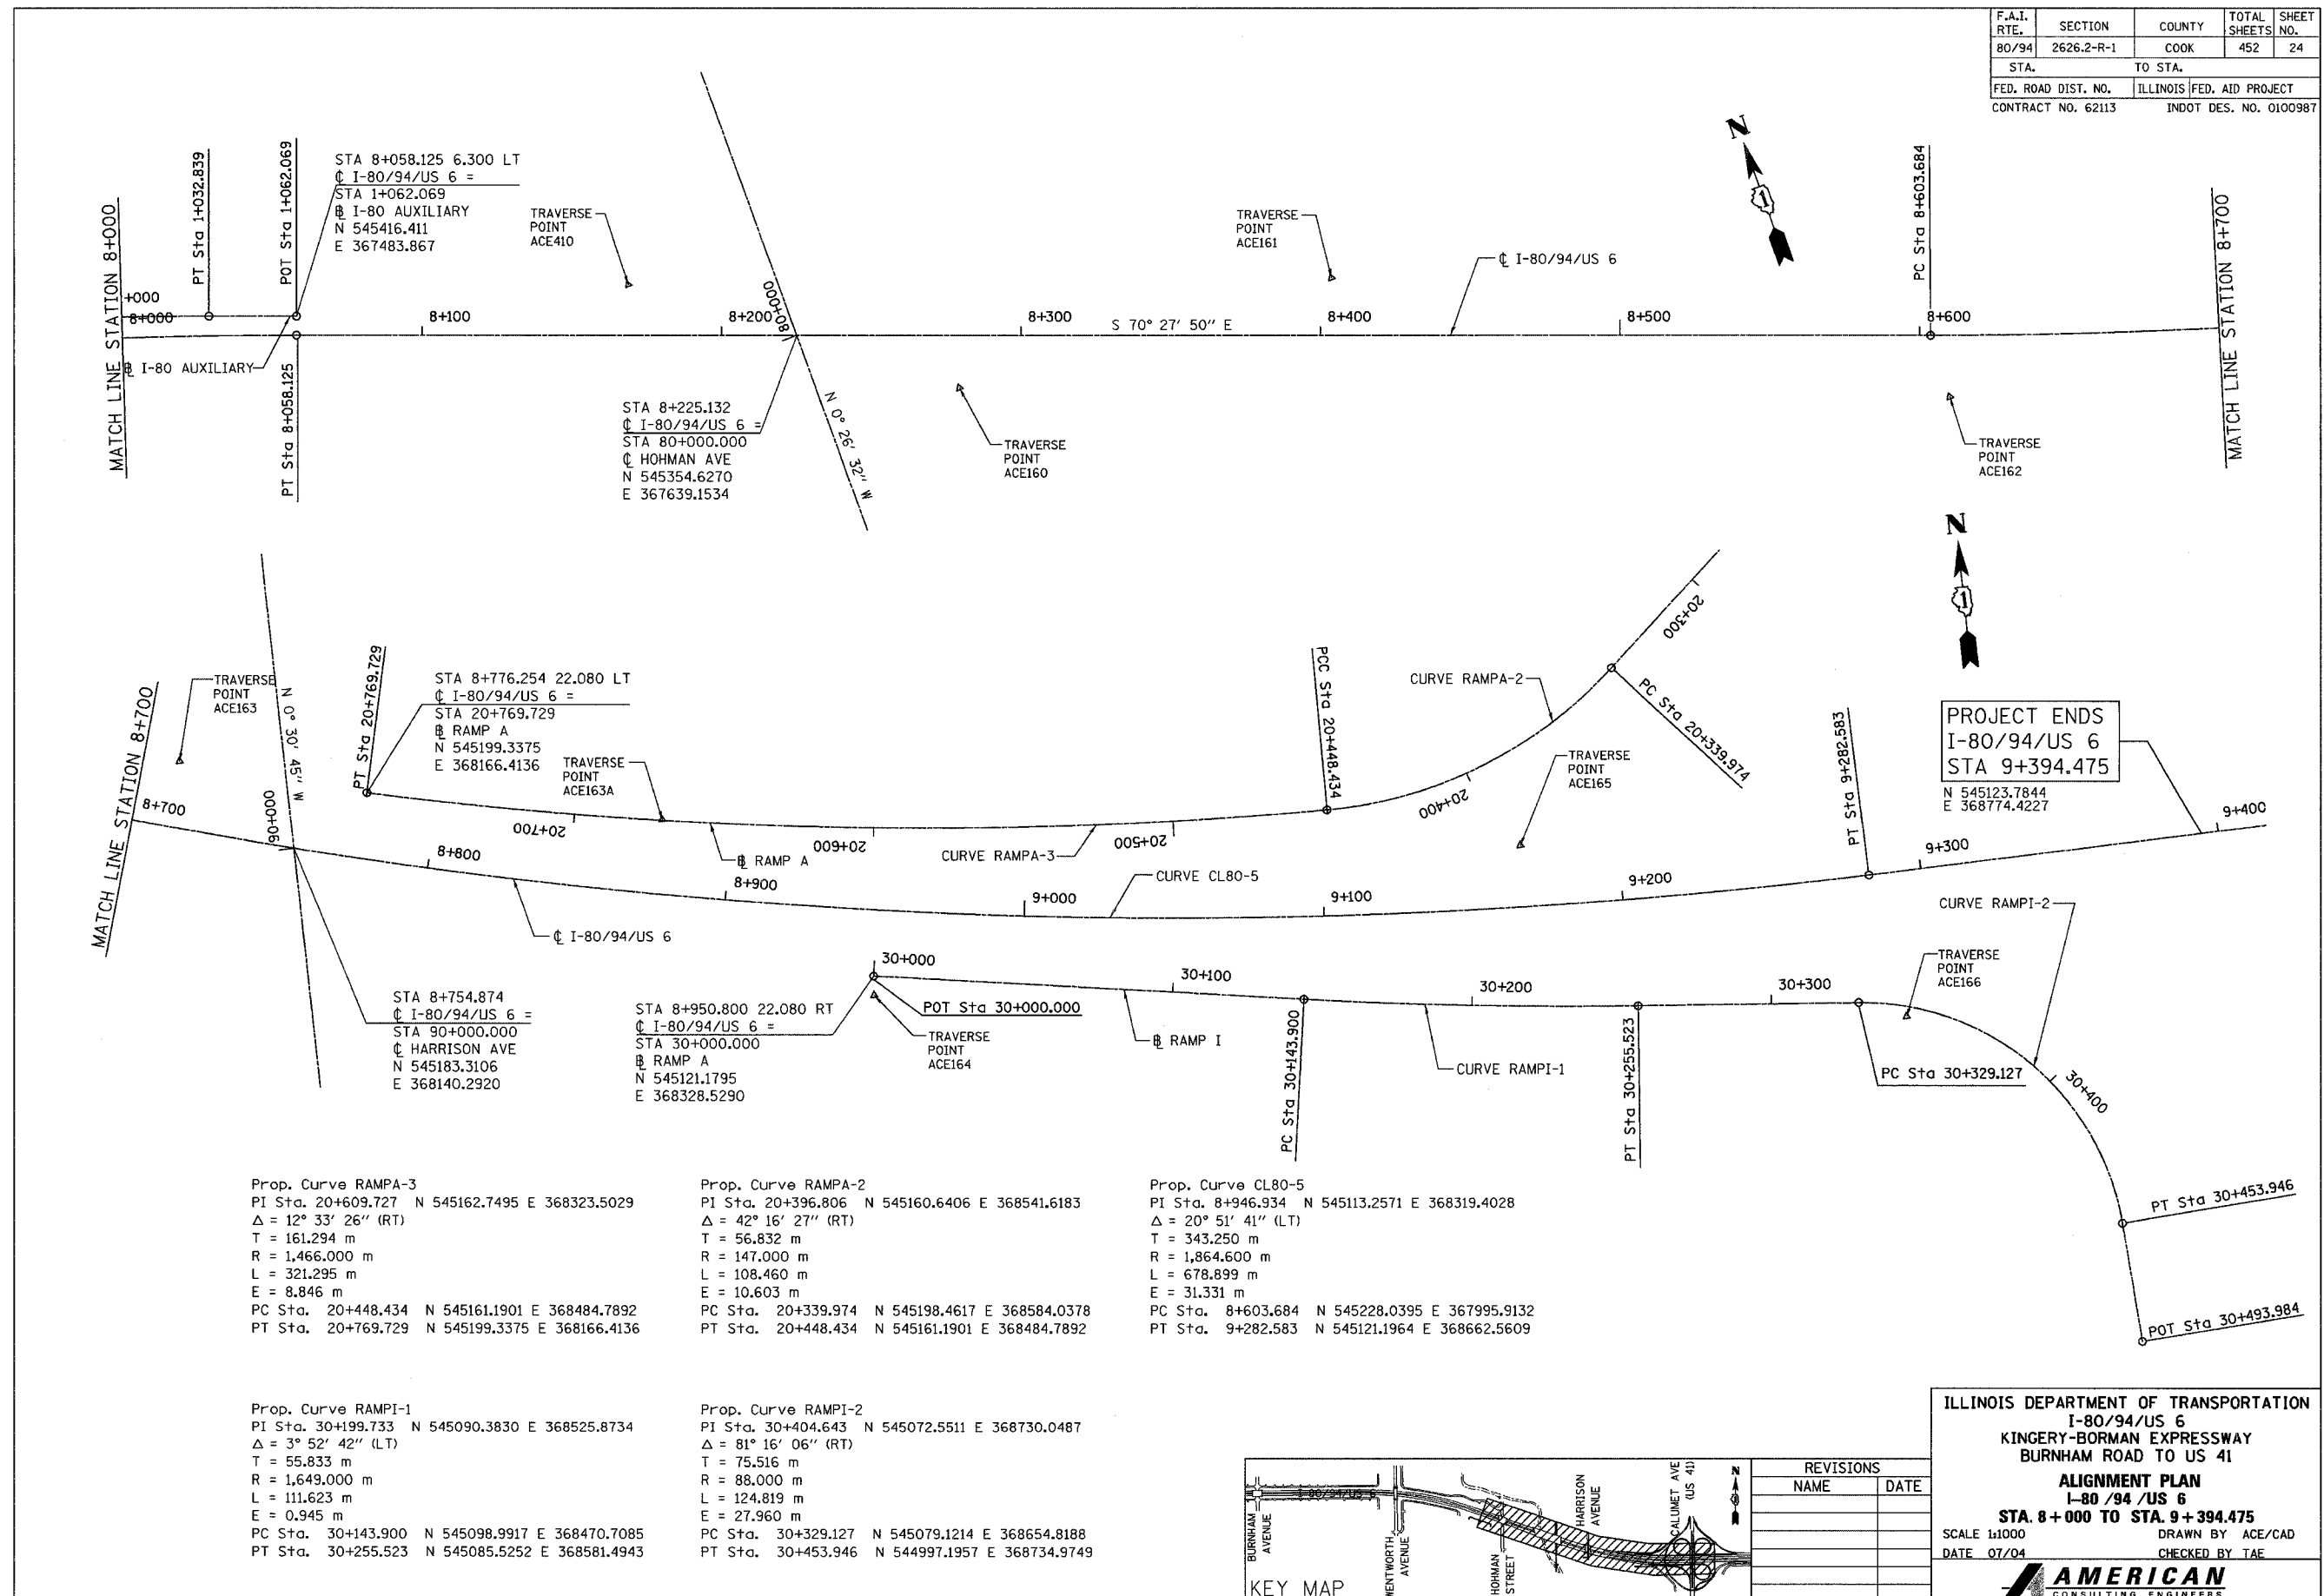 F.A.I. RTE. SECTION COUNTY TOTAL SHEETS SHEET NO.
80/94 2626.2-R-1 COOK 452 24
STA. TO STA.
FED. ROAD DIST. NO. ILLINOIS FED. AID PROJECT
CONTRACT NO. 62113 INDOT DES. NO. 0100987
MATCH LINE STATION 8+000
PT Sta 1+032.839
POT Sta 1+062.069
STA 8+058.125 6.300 LT
℄ I-80/94/US 6 =
STA 1+062.069
B I-80 AUXILIARY
N 545416.411
E 367483.867
TRAVERSE
POINT
ACE410
TRAVERSE
POINT
ACE161
℄ I-80/94/US 6
N
1
PC Sta 8+603.684
MATCH LINE STATION 8+700
+000
8+000
8+100
8+200
80+000
8+300
S 70° 27' 50" E
8+400
8+500
8+600
B I-80 AUXILIARY
PT Sta 8+058.125
STA 8+225.132
℄ I-80/94/US 6 =
STA 80+000.000
℄ HOHMAN AVE
N 545354.6270
E 367639.1534
N 0° 26' 32" W
TRAVERSE
POINT
ACE160
TRAVERSE
POINT
ACE162
N
1
MATCH LINE STATION 8+700
TRAVERSE
POINT
ACE163
N 0° 30' 45" W
PT Sta 20+769.729
STA 8+776.254 22.080 LT
℄ I-80/94/US 6 =
STA 20+769.729
B RAMP A
N 545199.3375
E 368166.4136
TRAVERSE
POINT
ACE163A
PCC Sta 20+448.434
CURVE RAMPA-2
20+300
PC Sta 20+339.974
TRAVERSE
POINT
ACE165
PT Sta 9+282.583
PROJECT ENDS
I-80/94/US 6
STA 9+394.475
N 545123.7844
E 368774.4227
8+700
90+000
8+800
20+700
B RAMP A
20+600
CURVE RAMPA-3
20+500
20+400
8+900
9+000
CURVE CL80-5
9+100
9+200
9+300
9+400
℄ I-80/94/US 6
CURVE RAMPI-2
STA 8+754.874
℄ I-80/94/US 6 =
STA 90+000.000
℄ HARRISON AVE
N 545183.3106
E 368140.2920
STA 8+950.800 22.080 RT
℄ I-80/94/US 6 =
STA 30+000.000
B RAMP A
N 545121.1795
E 368328.5290
30+000
POT Sta 30+000.000
TRAVERSE
POINT
ACE164
30+100
B RAMP I
PC Sta 30+143.900
30+200
CURVE RAMPI-1
PT Sta 30+255.523
30+300
TRAVERSE
POINT
ACE166
PC Sta 30+329.127
30+400
PT Sta 30+453.946
POT Sta 30+493.984
Prop. Curve RAMPA-3
PI Sta. 20+609.727 N 545162.7495 E 368323.5029
Δ = 12° 33' 26" (RT)
T = 161.294 m
R = 1,466.000 m
L = 321.295 m
E = 8.846 m
PC Sta. 20+448.434 N 545161.1901 E 368484.7892
PT Sta. 20+769.729 N 545199.3375 E 368166.4136
Prop. Curve RAMPA-2
PI Sta. 20+396.806 N 545160.6406 E 368541.6183
Δ = 42° 16' 27" (RT)
T = 56.832 m
R = 147.000 m
L = 108.460 m
E = 10.603 m
PC Sta. 20+339.974 N 545198.4617 E 368584.0378
PT Sta. 20+448.434 N 545161.1901 E 368484.7892
Prop. Curve CL80-5
PI Sta. 8+946.934 N 545113.2571 E 368319.4028
Δ = 20° 51' 41" (LT)
T = 343.250 m
R = 1,864.600 m
L = 678.899 m
E = 31.331 m
PC Sta. 8+603.684 N 545228.0395 E 367995.9132
PT Sta. 9+282.583 N 545121.1964 E 368662.5609
Prop. Curve RAMPI-1
PI Sta. 30+199.733 N 545090.3830 E 368525.8734
Δ = 3° 52' 42" (LT)
T = 55.833 m
R = 1,649.000 m
L = 111.623 m
E = 0.945 m
PC Sta. 30+143.900 N 545098.9917 E 368470.7085
PT Sta. 30+255.523 N 545085.5252 E 368581.4943
Prop. Curve RAMPI-2
PI Sta. 30+404.643 N 545072.5511 E 368730.0487
Δ = 81° 16' 06" (RT)
T = 75.516 m
R = 88.000 m
L = 124.819 m
E = 27.960 m
PC Sta. 30+329.127 N 545079.1214 E 368654.8188
PT Sta. 30+453.946 N 544997.1957 E 368734.9749
BURNHAM AVENUE
I-80/94/US 6
WENTWORTH AVENUE
HOHMAN STREET
HARRISON AVENUE
CALUMET AVE (US 41)
N
KEY MAP
REVISIONS
NAME DATE
ILLINOIS DEPARTMENT OF TRANSPORTATION
I-80/94/US 6
KINGERY-BORMAN EXPRESSWAY
BURNHAM ROAD TO US 41
ALIGNMENT PLAN
I-80 /94 /US 6
STA. 8+000 TO STA. 9+394.475
SCALE 1:1000 DRAWN BY ACE/CAD
DATE 07/04 CHECKED BY TAE
AMERICAN
CONSULTING ENGINEERS